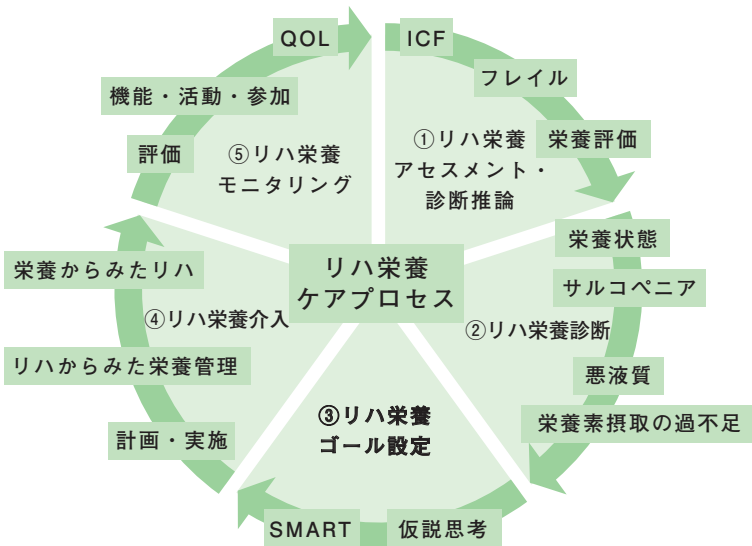 リハ栄養
ケアプロセス
ICF
フレイル
栄養評価
①リハ栄養
アセスメント・
診断推論
栄養状態
サルコペニア
②リハ栄養診断
悪液質
栄養素摂取の過不足
③リハ栄養
ゴール設定
仮説思考
SMART
計画・実施
リハからみた栄養管理
④リハ栄養介入
栄養からみたリハ
評価
⑤リハ栄養
モニタリング
機能・活動・参加
QOL